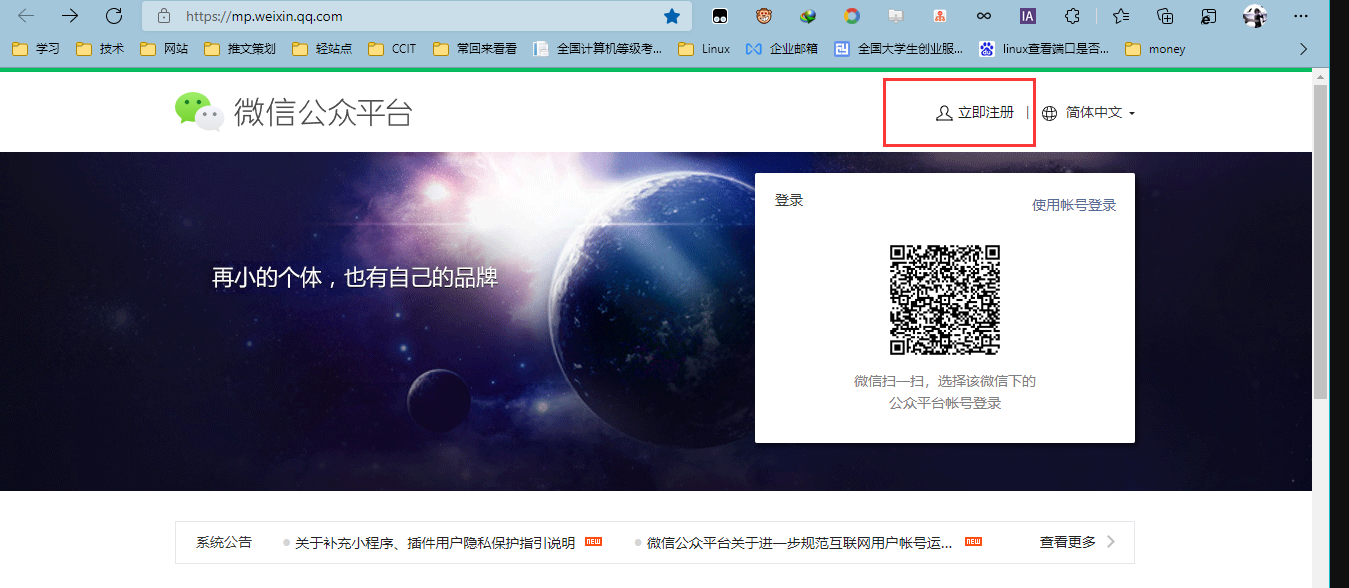 https://mp.weixin.qq.com
IA
学习 技术 网站 推文策划 轻站点 CCIT 常回来看看 全国计算机等级考... Linux 企业邮箱 全国大学生创业服... linux查看端口是否... money
微信公众平台
立即注册 | 简体中文
再小的个体，也有自己的品牌
登录
使用帐号登录
微信扫一扫，选择该微信下的
公众平台帐号登录
系统公告 关于补充小程序、插件用户隐私保护指引说明 NEW 微信公众平台关于进一步规范互联网用户帐号运... NEW 查看更多